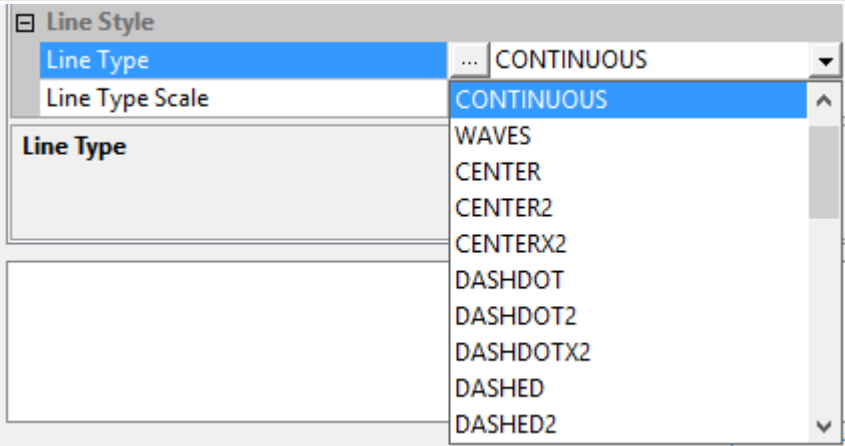 Line Style
Line Type ... CONTINUOUS
Line Type Scale CONTINUOUS
Line Type WAVES
CENTER
CENTER2
CENTERX2
DASHDOT
DASHDOT2
DASHDOTX2
DASHED
DASHED2